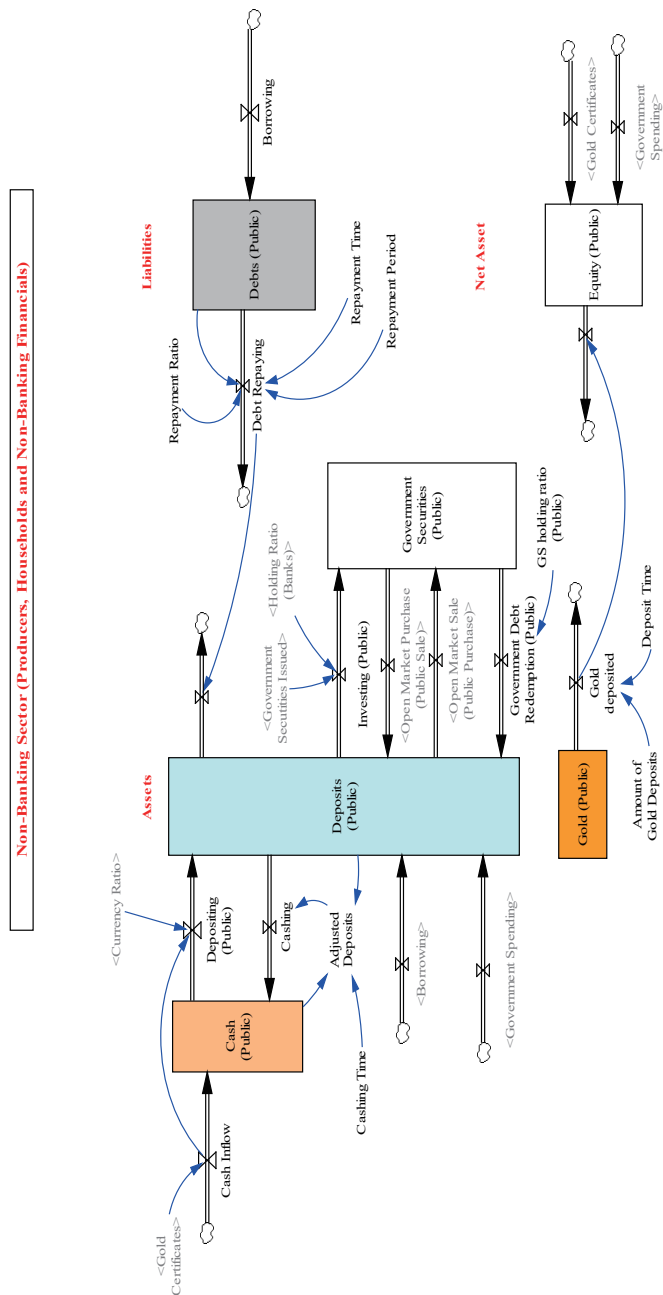 Non-Banking Sector (Producers, Households and Non-Banking Financials)
Assets
Liabilities
<Gold
Certificates>
Cash Inflow
<Currency Ratio>
Cash
(Public)
Depositing
(Public)
Cashing
Adjusted
Deposits
Cashing Time
<Borrowing>
<Government Spending>
Deposits
(Public)
<Government
Secutities Issued>
<Holding Ratio
(Banks)>
Investing (Public)
<Open Market Purchase
(Public Sale)>
<Open Market Sale
(Public Purchase)>
Government Debt
Redemption (Public)
GS holding ratio
(Public)
Government
Securities
(Public)
Repayment Ratio
Debt Repaying
Repayment Time
Repayment Period
Debts (Public)
Borrowing
Net Asset
Gold (Public)
Gold
deposited
Amount of
Gold Deposits
Deposit Time
Equity (Public)
<Gold Certificates>
<Government
Spending>